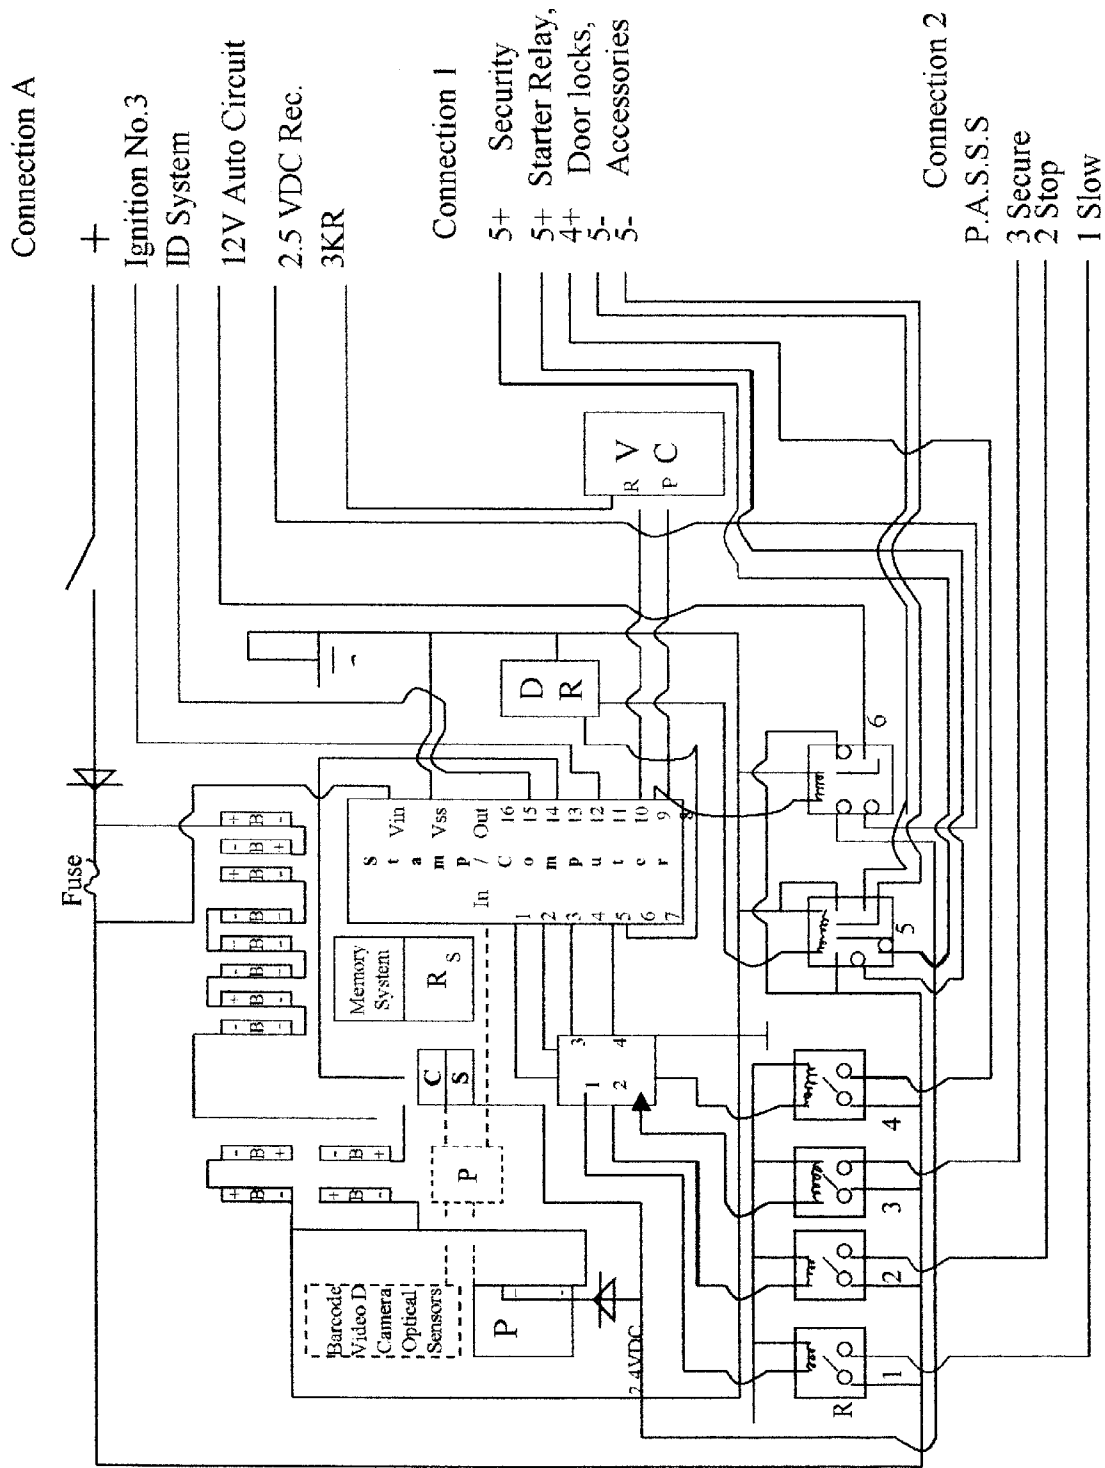 Connection A
+
Ignition No.3
ID System
12V Auto Circuit
2.5 VDC Rec.
3KR
Connection 1
5+ Security
5+ Starter Relay,
4+ Door locks,
5- Accessories
5-
Connection 2
P.A.S.S.S
3 Secure
2 Stop
1 Slow
Fuse
+ B -
- B +
+ B -
- B +
+ B -
- B +
+ B -
- B +
- B +
+ B -
- B +
+ B -
Stamp/Computer
Vin
Vss
In
Out
16
15
14
13
12
11
10
9
8
1
2
3
4
5
6
7
Memory
System
R S
C S
D R
V C
R
P
1
2
3
4
P
P
Barcode
Video D
Camera
Optical
Sensors
2.4VDC
R
1
2
3
4
5
6